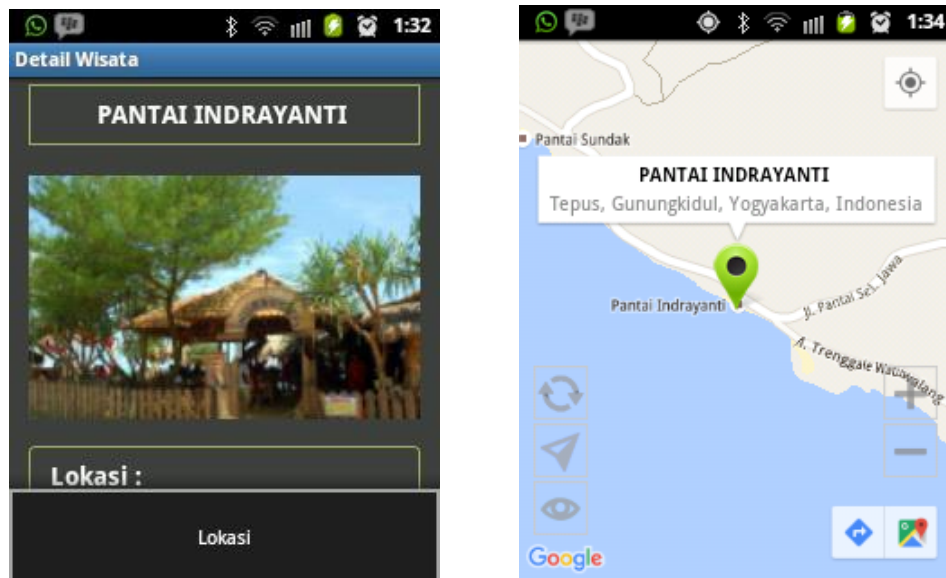 1:32
Detail Wisata
PANTAI INDRAYANTI
Lokasi :
Lokasi
1:34
Pantai Sundak
PANTAI INDRAYANTI
Tepus, Gunungkidul, Yogyakarta, Indonesia
Pantai Indrayanti
Jl. Pantai Sel. Jawa
A. Trenggale
Google